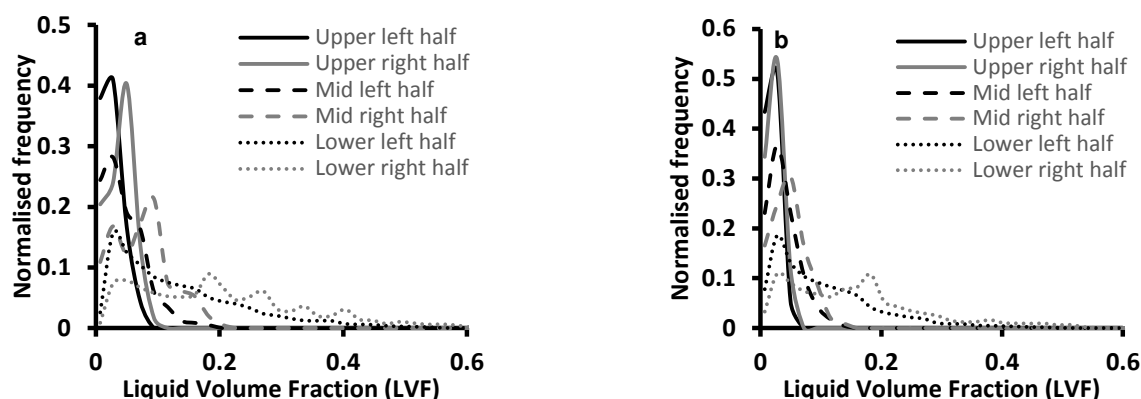 0.5
0.4
0.3
0.2
0.1
0
0
0.2
0.4
0.6
Normalised frequency
Liquid Volume Fraction (LVF)
a
Upper left half
Upper right half
Mid left half
Mid right half
Lower left half
Lower right half
0.6
0.5
0.4
0.3
0.2
0.1
0
0
0.2
0.4
0.6
Normalised frequency
Liquid Volume Fraction (LVF)
b
Upper left half
Upper right half
Mid left half
Mid right half
Lower left half
Lower right half